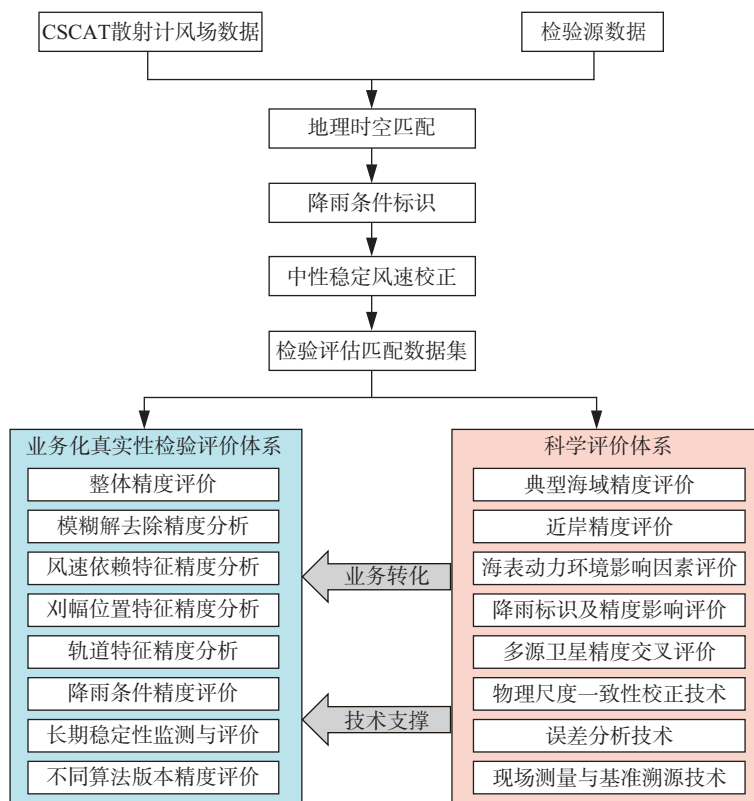 CSCAT散射计风场数据
检验源数据
地理时空匹配
降雨条件标识
中性稳定风速校正
检验评估匹配数据集
业务化真实性检验评价体系
整体精度评价
模糊解去除精度分析
风速依赖特征精度分析
刈幅位置特征精度分析
轨道特征精度分析
降雨条件精度评价
长期稳定性监测与评价
不同算法版本精度评价
业务转化
技术支撑
科学评价体系
典型海域精度评价
近岸精度评价
海表动力环境影响因素评价
降雨标识及精度影响评价
多源卫星精度交叉评价
物理尺度一致性校正技术
误差分析技术
现场测量与基准溯源技术